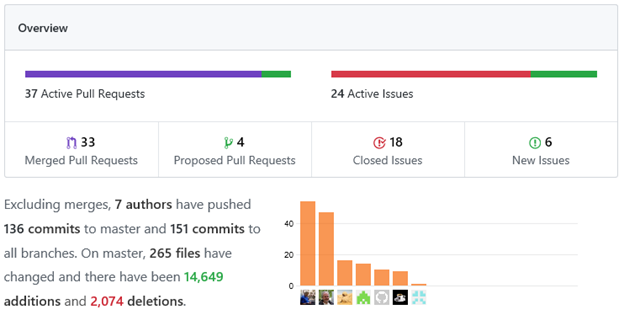 Overview
37 Active Pull Requests
24 Active Issues
33
Merged Pull Requests
4
Proposed Pull Requests
18
Closed Issues
6
New Issues
Excluding merges, 7 authors have pushed
136 commits to master and 151 commits to
all branches. On master, 265 files have
changed and there have been 14,649
additions and 2,074 deletions.
40
20
0